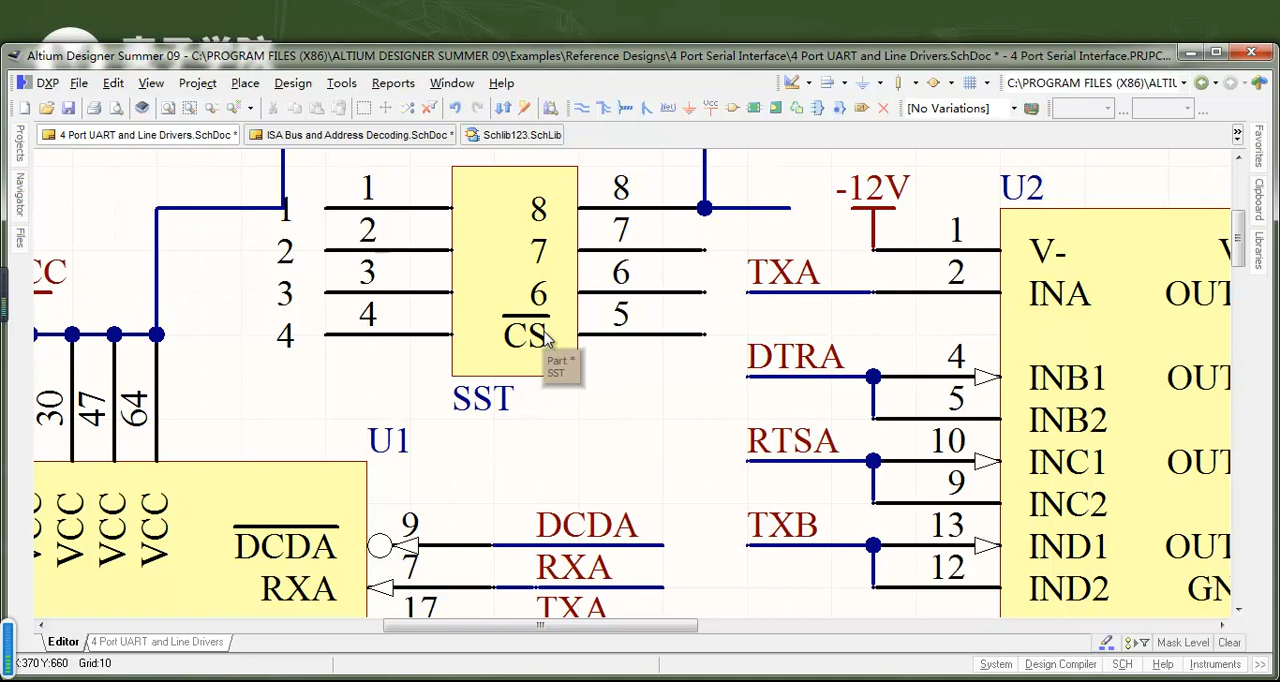 Altium Designer Summer 09 - C:\PROGRAM FILES (X86)\ALTIUM DESIGNER SUMMER 09\Examples\Reference Designs\4 Port Serial Interface\4 Port UART and Line Drivers.SchDoc * - 4 Port Serial Interface.PRJPC...
DXP File Edit View Project Place Design Tools Reports Window Help C:\PROGRAM FILES (X86)\ALTIU
[No Variations] ... ...
4 Port UART and Line Drivers.SchDoc * ISA Bus and Address Decoding.SchDoc * Schlib123.SchLib
Projects
Navigator
Files
Favorites
Clipboard
Libraries
1 8 8
1
2 7 7
2
3 6 6
3
4 CS 5
4
SST
Part *
SST
CC
30 47 64
VCC VCC VCC
U1
DCDA 9 DCDA
RXA 7 RXA
17 TXA
-12V U2
1 V-
TXA 2 INA OUT
DTRA 4 INB1 OUT
5 INB2
RTSA 10 INC1 OUT
9 INC2
TXB 13 IND1 OUT
12 IND2 GN
Editor 4 Port UART and Line Drivers
Mask Level Clear
X:370 Y:660 Grid:10
System Design Compiler SCH Help Instruments >>